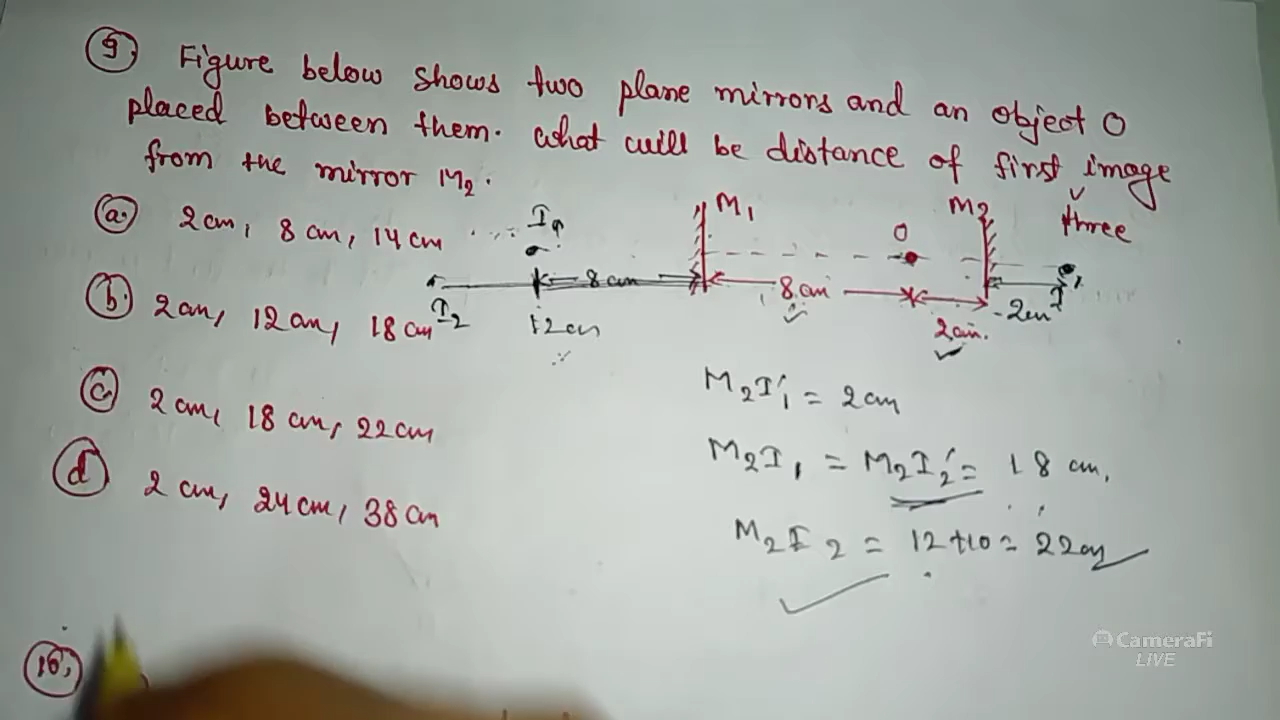 9. Figure below shows two plane mirrors and an object O
placed between them. what will be distance of first image
three
from the mirror M2.
a. 2 cm, 8 cm, 14 cm
b. 2 cm, 12 cm, 18 cm
c. 2 cm, 18 cm, 22 cm
d 2 cm, 24 cm, 38 cm
M1
O
M2
I1
8 cm
8 cm
2 cm.
2 cm
I'1
I2
12 cm
M2I'1 = 2 cm
M2I1 = M2I'2 = 18 cm.
M2I2 = 12+10 = 22 cm
10.
CameraFi
LIVE